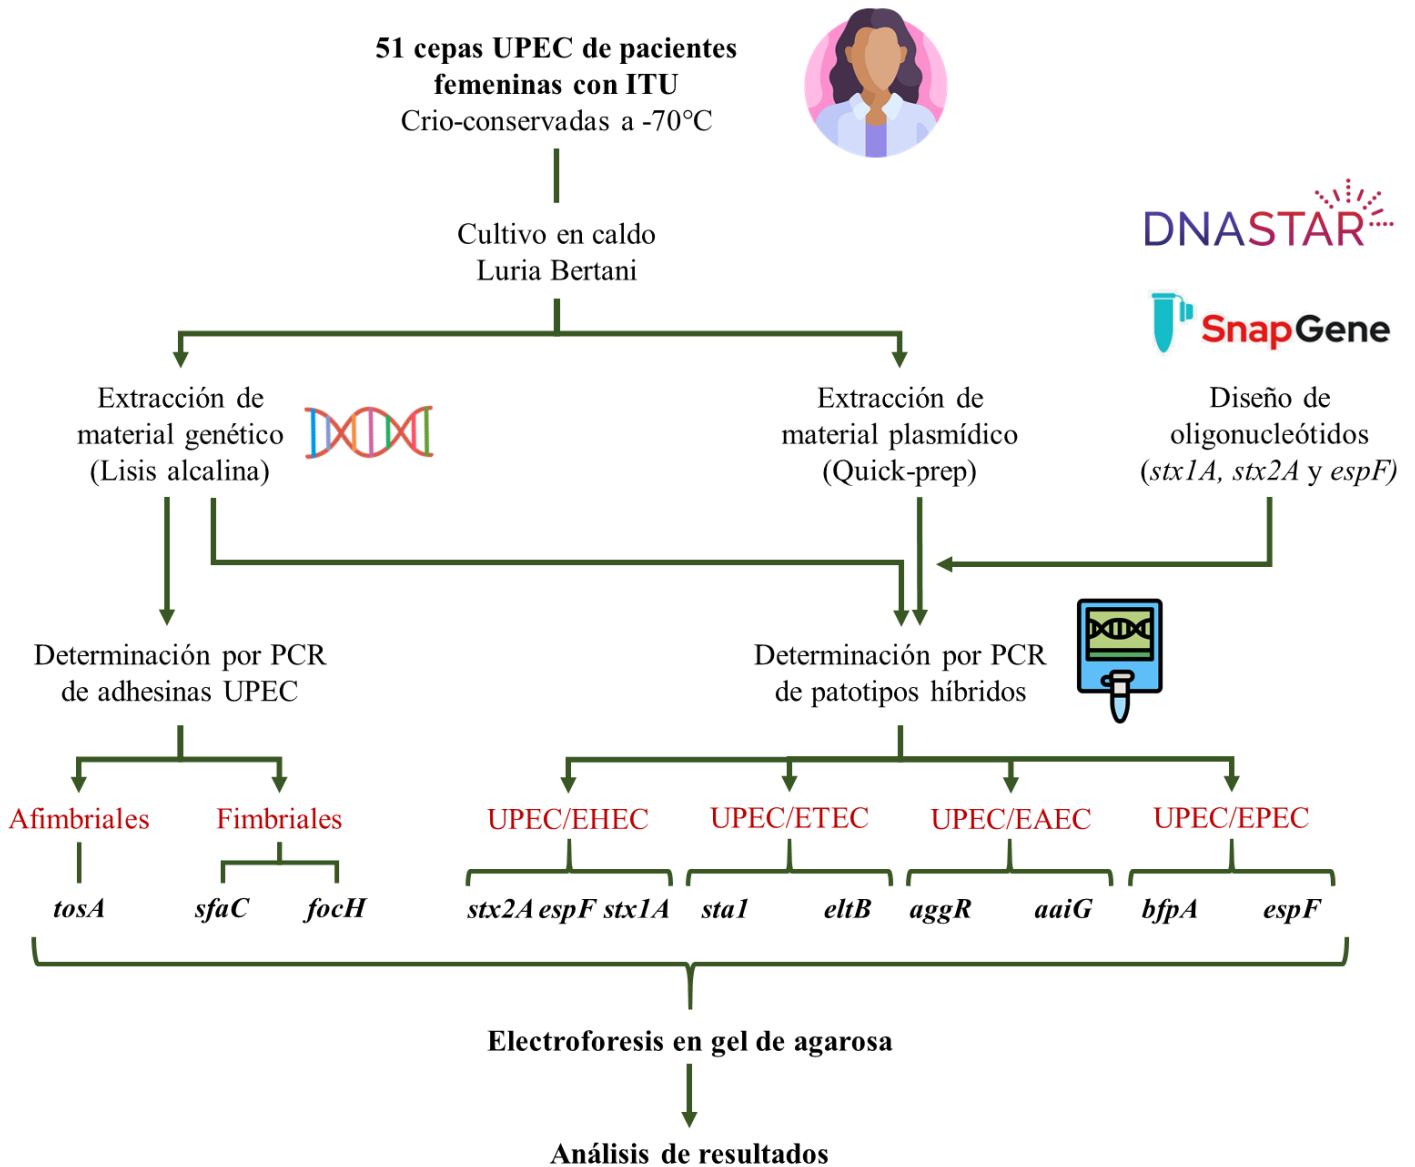 51 cepas UPEC de pacientes
femeninas con ITU
Crio-conservadas a -70°C
Cultivo en caldo
Luria Bertani
DNASTAR
SnapGene
Extracción de
material genético
(Lisis alcalina)
Extracción de
material plasmídico
(Quick-prep)
Diseño de
oligonucleótidos
(stx1A, stx2A y espF)
Determinación por PCR
de adhesinas UPEC
Determinación por PCR
de patotipos híbridos
Afimbriales
Fimbriales
UPEC/EHEC
UPEC/ETEC
UPEC/EAEC
UPEC/EPEC
tosA
sfaC
focH
stx2A espF stx1A
sta1
eltB
aggR
aaiG
bfpA
espF
Electroforesis en gel de agarosa
Análisis de resultados